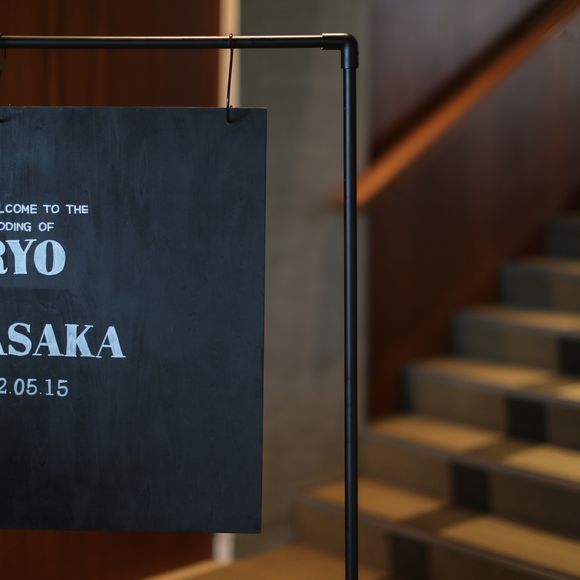 LCOME TO THE
DDING OF
RYO
ASAKA
2.05.15